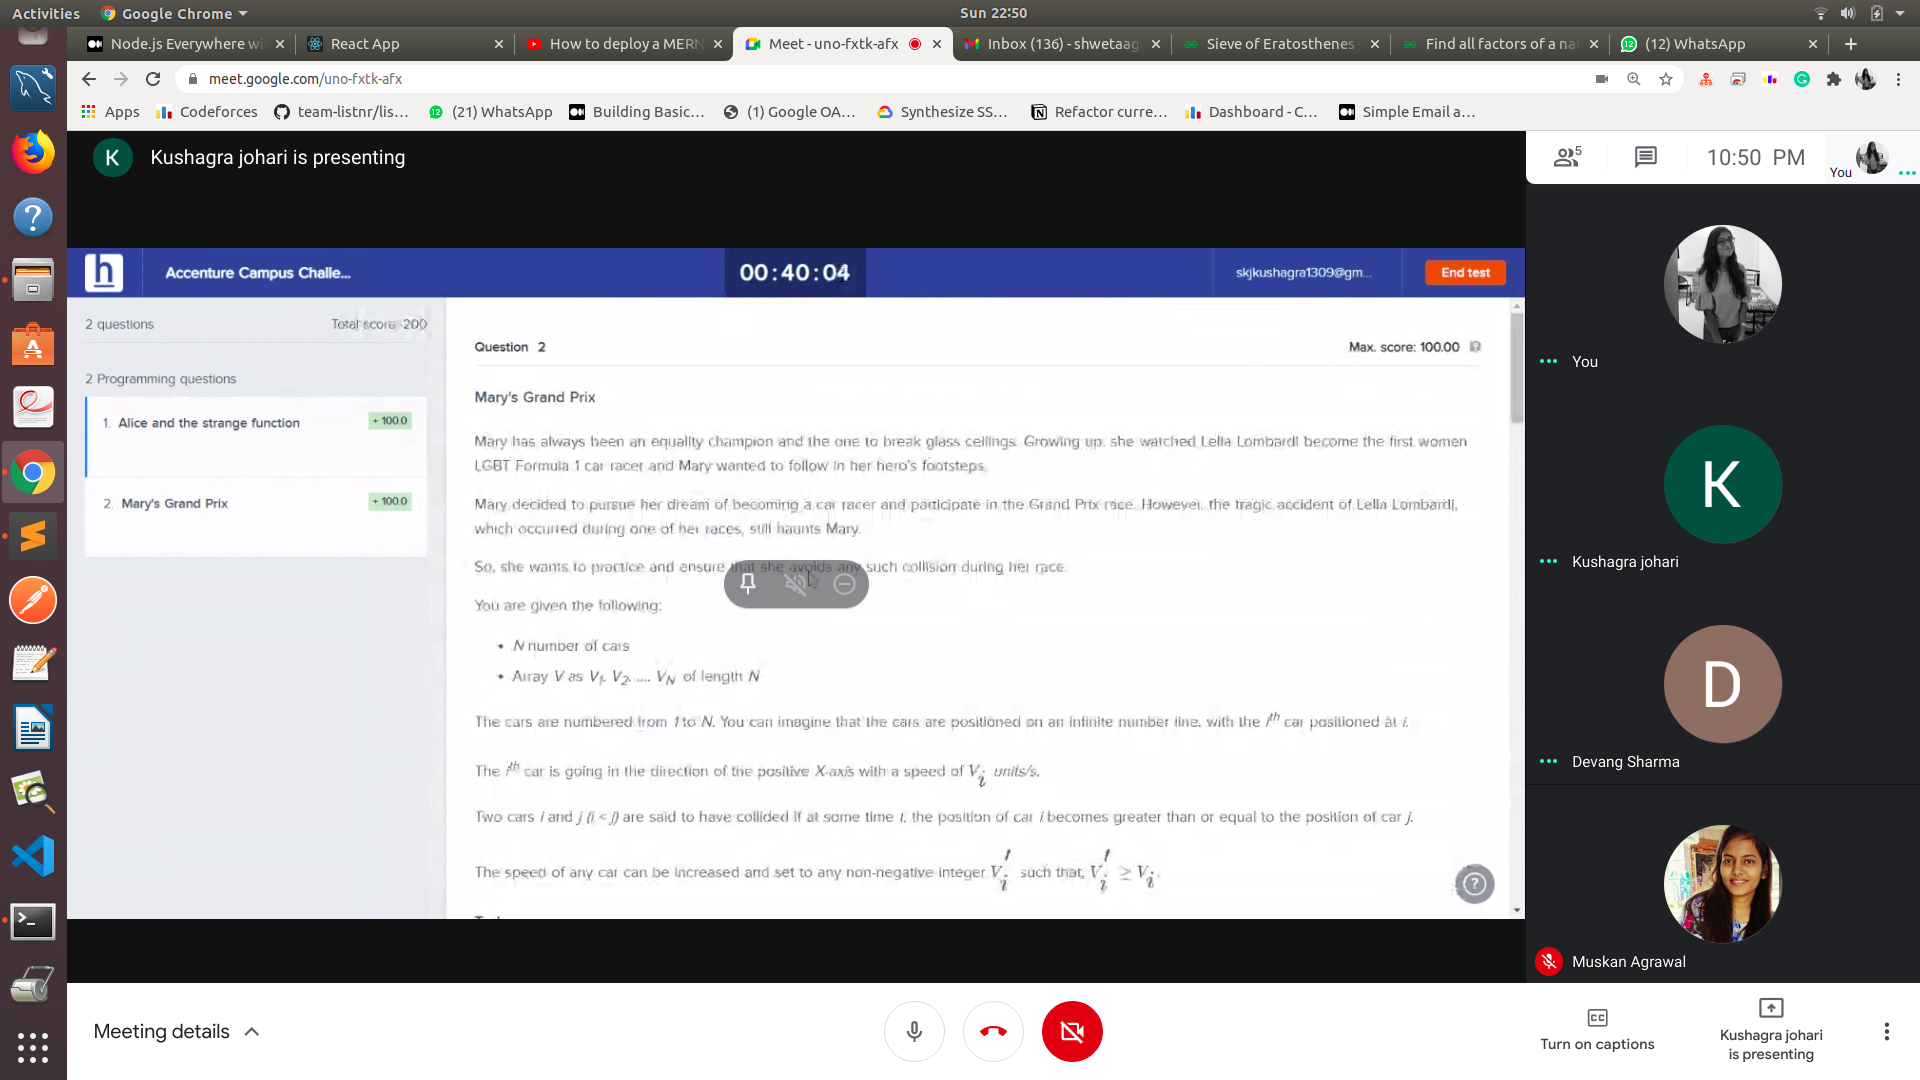 Activities
Google Chrome
Sun 22:50
Node.js Everywhere wi
React App
How to deploy a MERN
Meet - uno-fxtk-afx
Inbox (136) - shwetaag
Sieve of Eratosthenes
Find all factors of a na
(12) WhatsApp
meet.google.com/uno-fxtk-afx
Apps
Codeforces
team-listnr/lis...
(21) WhatsApp
Building Basic...
(1) Google OA...
Synthesize SS...
Refactor curre...
Dashboard - C...
Simple Email a...
K
Kushagra johari is presenting
5
10:50 PM
You
h
Accenture Campus Challe...
00:40:04
skjkushagra1309@gm...
End test
2 questions
Total score 200
2 Programming questions
1. Alice and the strange function
+ 100.0
2. Mary's Grand Prix
+ 100.0
Question 2
Max. score: 100.00
Mary's Grand Prix
Mary has always been an equality champion and the one to break glass ceilings. Growing up, she watched Lella Lombardi become the first women
LGBT Formula 1 car racer and Mary wanted to follow in her hero's footsteps.
Mary decided to pursue her dream of becoming a car racer and participate in the Grand Prix race. However, the tragic accident of Lella Lombardi,
which occurred during one of her races, still haunts Mary.
So, she wants to practice and ensure that she avoids any such collision during her race.
You are given the following:
• N number of cars
• Array V as V1, V2, .... VN of length N
The cars are numbered from 1 to N. You can imagine that the cars are positioned on an infinite number line, with the ith car positioned at i.
The ith car is going in the direction of the positive X-axis with a speed of Vi units/s.
Two cars i and j (i < j) are said to have collided if at some time t, the position of car i becomes greater than or equal to the position of car j.
The speed of any car can be increased and set to any non-negative integer V'i such that, V'i ≥ Vi.
You
K
Kushagra johari
D
Devang Sharma
Muskan Agrawal
Meeting details
Turn on captions
Kushagra johari
is presenting